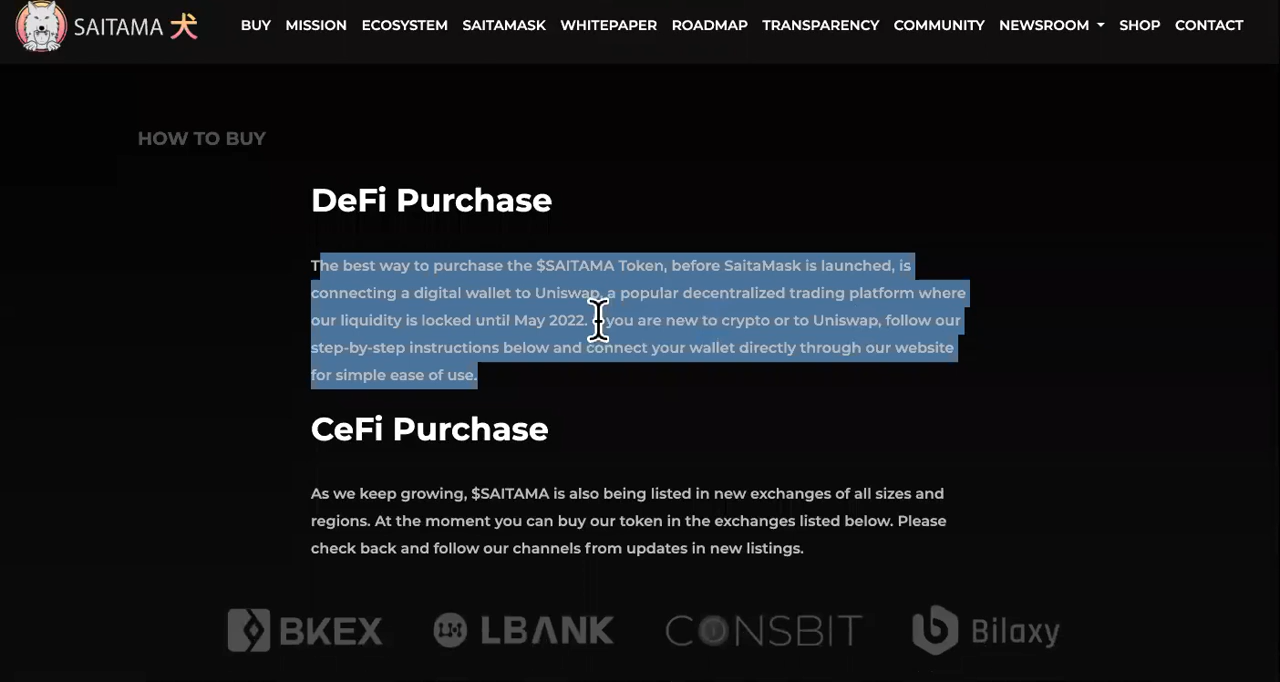 SAITAMA 犬
BUY MISSION ECOSYSTEM SAITAMASK WHITEPAPER ROADMAP TRANSPARENCY COMMUNITY NEWSROOM SHOP CONTACT
HOW TO BUY
DeFi Purchase
The best way to purchase the $SAITAMA Token, before SaitaMask is launched, is
connecting a digital wallet to Uniswap, a popular decentralized trading platform where
our liquidity is locked until May 2022. you are new to crypto or to Uniswap, follow our
step-by-step instructions below and connect your wallet directly through our website
for simple ease of use.
CeFi Purchase
As we keep growing, $SAITAMA is also being listed in new exchanges of all sizes and
regions. At the moment you can buy our token in the exchanges listed below. Please
check back and follow our channels from updates in new listings.
BKEX LBANK COINSBIT Bilaxy